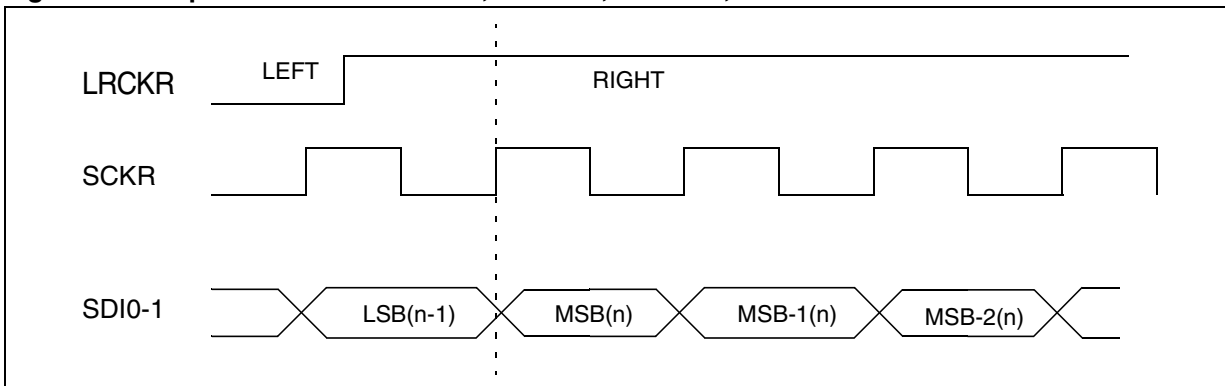 LRCKR LEFT RIGHT
SCKR
SDI0-1 LSB(n-1) MSB(n) MSB-1(n) MSB-2(n)